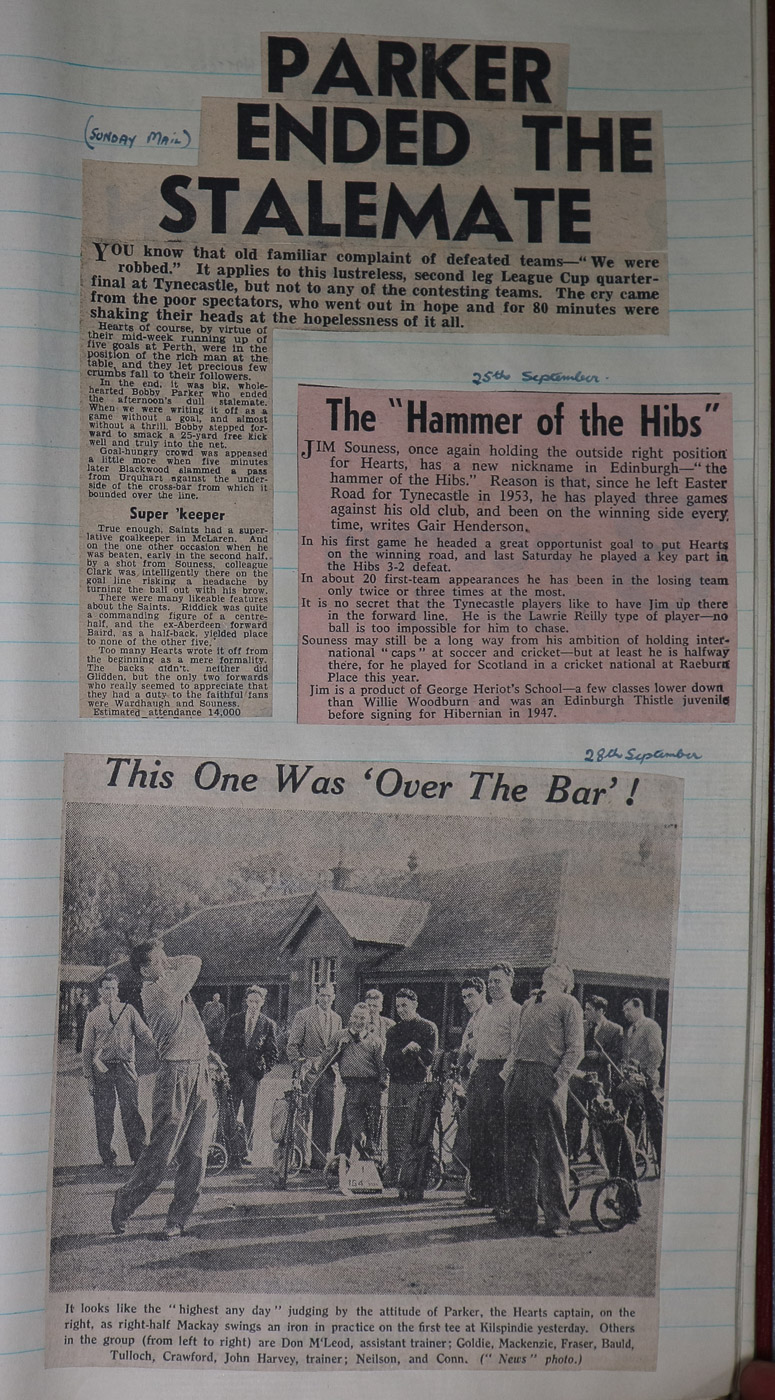 PARKER
ENDED THE
STALEMATE
(SUNDAY MAIL)
YOU know that old familiar complaint of defeated teams—“We were
robbed.” It applies to this lustreless, second leg League Cup quarter-
final at Tynecastle, but not to any of the contesting teams. The cry came
from the poor spectators, who went out in hope and for 80 minutes were
shaking their heads at the hopelessness of it all.
Hearts of course, by virtue of
their mid-week running up of
five goals at Perth, were in the
position of the rich man at the
table, and they let precious few
crumbs fall to their followers.
In the end, it was big, whole-
hearted Bobby Parker who ended
the afternoon's dull stalemate.
When we were writing it off as a
game without a goal, and almost
without a thrill, Bobby stepped for-
ward to smack a 25-yard free kick
well and truly into the net.
Goal-hungry crowd was appeased
a little more when five minutes
later Blackwood slammed a pass
from Urquhart against the under-
side of the cross-bar from which it
bounded over the line.
Super 'keeper
True enough, Saints had a super-
lative goalkeeper in McLaren. And
on the one other occasion when he
was beaten, early in the second half,
by a shot from Souness, colleague
Clark was intelligently there on the
goal line risking a headache by
turning the ball out with his brow.
There were many likeable features
about the Saints. Riddick was quite
a commanding figure of a centre-
half, and the ex-Aberdeen forward
Baird, as a half-back, yielded place
to none of the other five.
Too many Hearts wrote it off from
the beginning as a mere formality.
The backs didn't, neither did
Glidden, but the only two forwards
who really seemed to appreciate that
they had a duty to the faithful fans
were Wardhaugh and Souness.
Estimated attendance 14,000
25th September.
The "Hammer of the Hibs"
JIM Souness, once again holding the outside right position
for Hearts, has a new nickname in Edinburgh—“the
hammer of the Hibs.” Reason is that, since he left Easter
Road for Tynecastle in 1953, he has played three games
against his old club, and been on the winning side every
time, writes Gair Henderson.
In his first game he headed a great opportunist goal to put Hearts
on the winning road, and last Saturday he played a key part in
the Hibs 3-2 defeat.
In about 20 first-team appearances he has been in the losing team
only twice or three times at the most.
It is no secret that the Tynecastle players like to have Jim up there
in the forward line. He is the Lawrie Reilly type of player—no
ball is too impossible for him to chase.
Souness may still be a long way from his ambition of holding inter-
national “caps” at soccer and cricket—but at least he is halfway
there, for he played for Scotland in a cricket national at Raeburn
Place this year.
Jim is a product of George Heriot's School—a few classes lower down
than Willie Woodburn and was an Edinburgh Thistle juvenile
before signing for Hibernian in 1947.
28th September
This One Was ‘Over The Bar’ !
1
154
It looks like the “highest any day” judging by the attitude of Parker, the Hearts captain, on the
right, as right-half Mackay swings an iron in practice on the first tee at Kilspindie yesterday. Others
in the group (from left to right) are Don M‘Leod, assistant trainer; Goldie, Mackenzie, Fraser, Bauld,
Tulloch, Crawford, John Harvey, trainer; Neilson, and Conn. (“ News ” photo.)